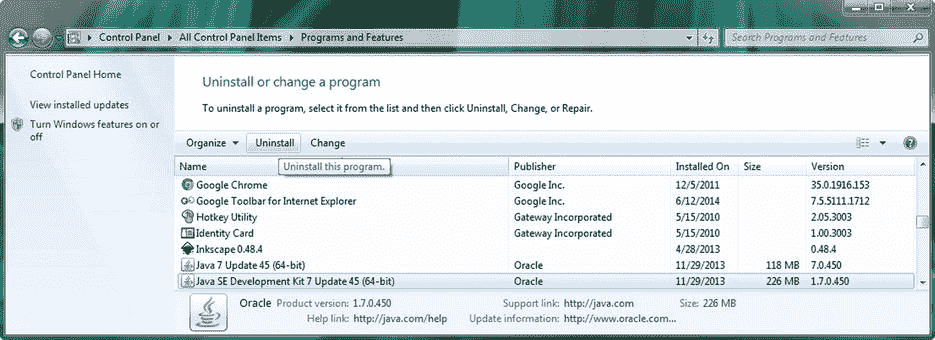 Control Panel All Control Panel Items Programs and Features Search Programs and Features
Control Panel Home
View installed updates
Turn Windows features on or
off
Uninstall or change a program
To uninstall a program, select it from the list and then click Uninstall, Change, or Repair.
Organize Uninstall Change
Uninstall this program.
Name Publisher Installed On Size Version
Google Chrome Google Inc. 12/5/2011 35.0.1916.153
Google Toolbar for Internet Explorer Google Inc. 6/12/2014 7.5.5111.1712
Hotkey Utility Gateway Incorporated 5/15/2010 2.05.3003
Identity Card Gateway Incorporated 5/15/2010 1.00.3003
Inkscape 0.48.4 4/28/2013 0.48.4
Java 7 Update 45 (64-bit) Oracle 11/29/2013 118 MB 7.0.450
Java SE Development Kit 7 Update 45 (64-bit) Oracle 11/29/2013 226 MB 1.7.0.450
Oracle Product version: 1.7.0.450 Support link: http://java.com Size: 226 MB
Help link: http://java.com/help Update information: http://www.oracle.com...